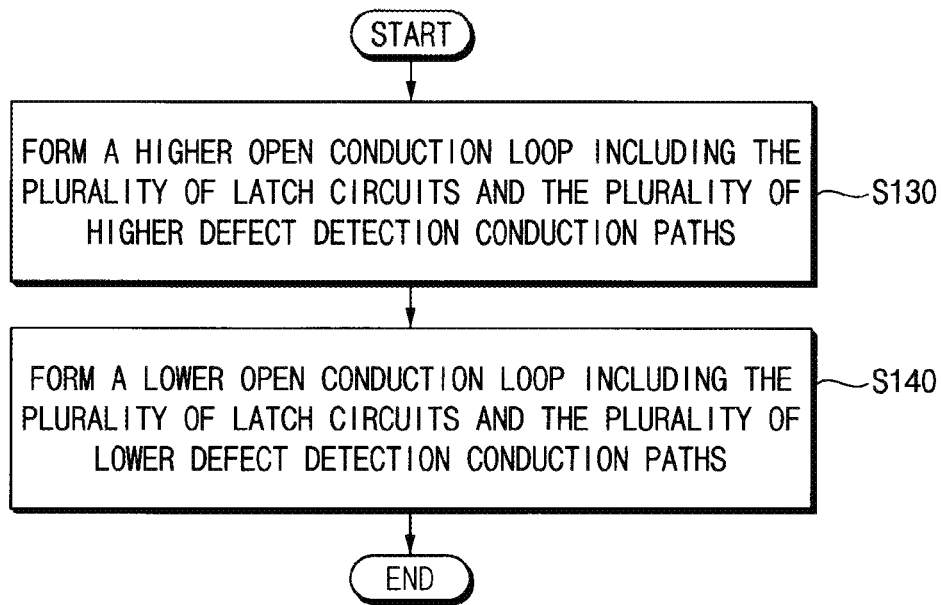 START
FORM A HIGHER OPEN CONDUCTION LOOP INCLUDING THE
PLURALITY OF LATCH CIRCUITS AND THE PLURALITY OF
HIGHER DEFECT DETECTION CONDUCTION PATHS
S130
FORM A LOWER OPEN CONDUCTION LOOP INCLUDING THE
PLURALITY OF LATCH CIRCUITS AND THE PLURALITY OF
LOWER DEFECT DETECTION CONDUCTION PATHS
S140
END